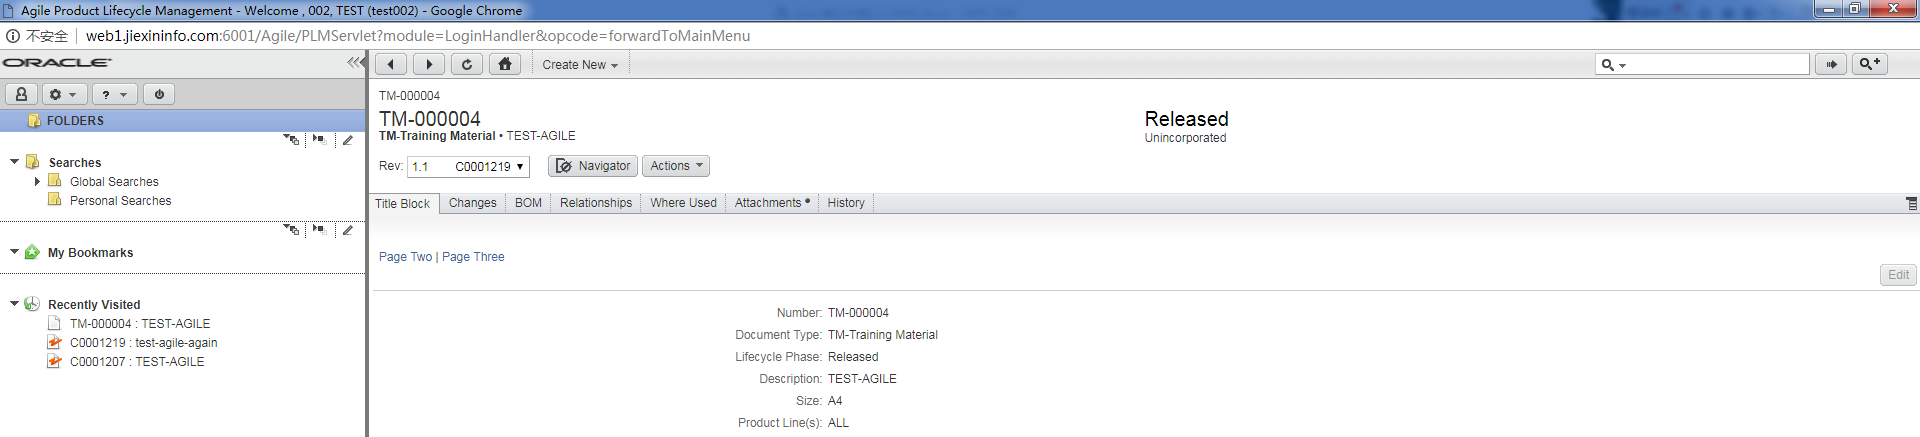 Agile Product Lifecycle Management - Welcome , 002, TEST (test002) - Google Chrome
不安全 | web1.jiexininfo.com:6001/Agile/PLMServlet?module=LoginHandler&opcode=forwardToMainMenu
ORACLE
Create New
FOLDERS
Searches
Global Searches
Personal Searches
My Bookmarks
Recently Visited
TM-000004 : TEST-AGILE
C0001219 : test-agile-again
C0001207 : TEST-AGILE
TM-000004
TM-000004
TM-Training Material • TEST-AGILE
Released
Unincorporated
Rev: 1.1 C0001219 Navigator Actions
Title Block Changes BOM Relationships Where Used Attachments • History
Page Two | Page Three
Edit
Number: TM-000004
Document Type: TM-Training Material
Lifecycle Phase: Released
Description: TEST-AGILE
Size: A4
Product Line(s): ALL